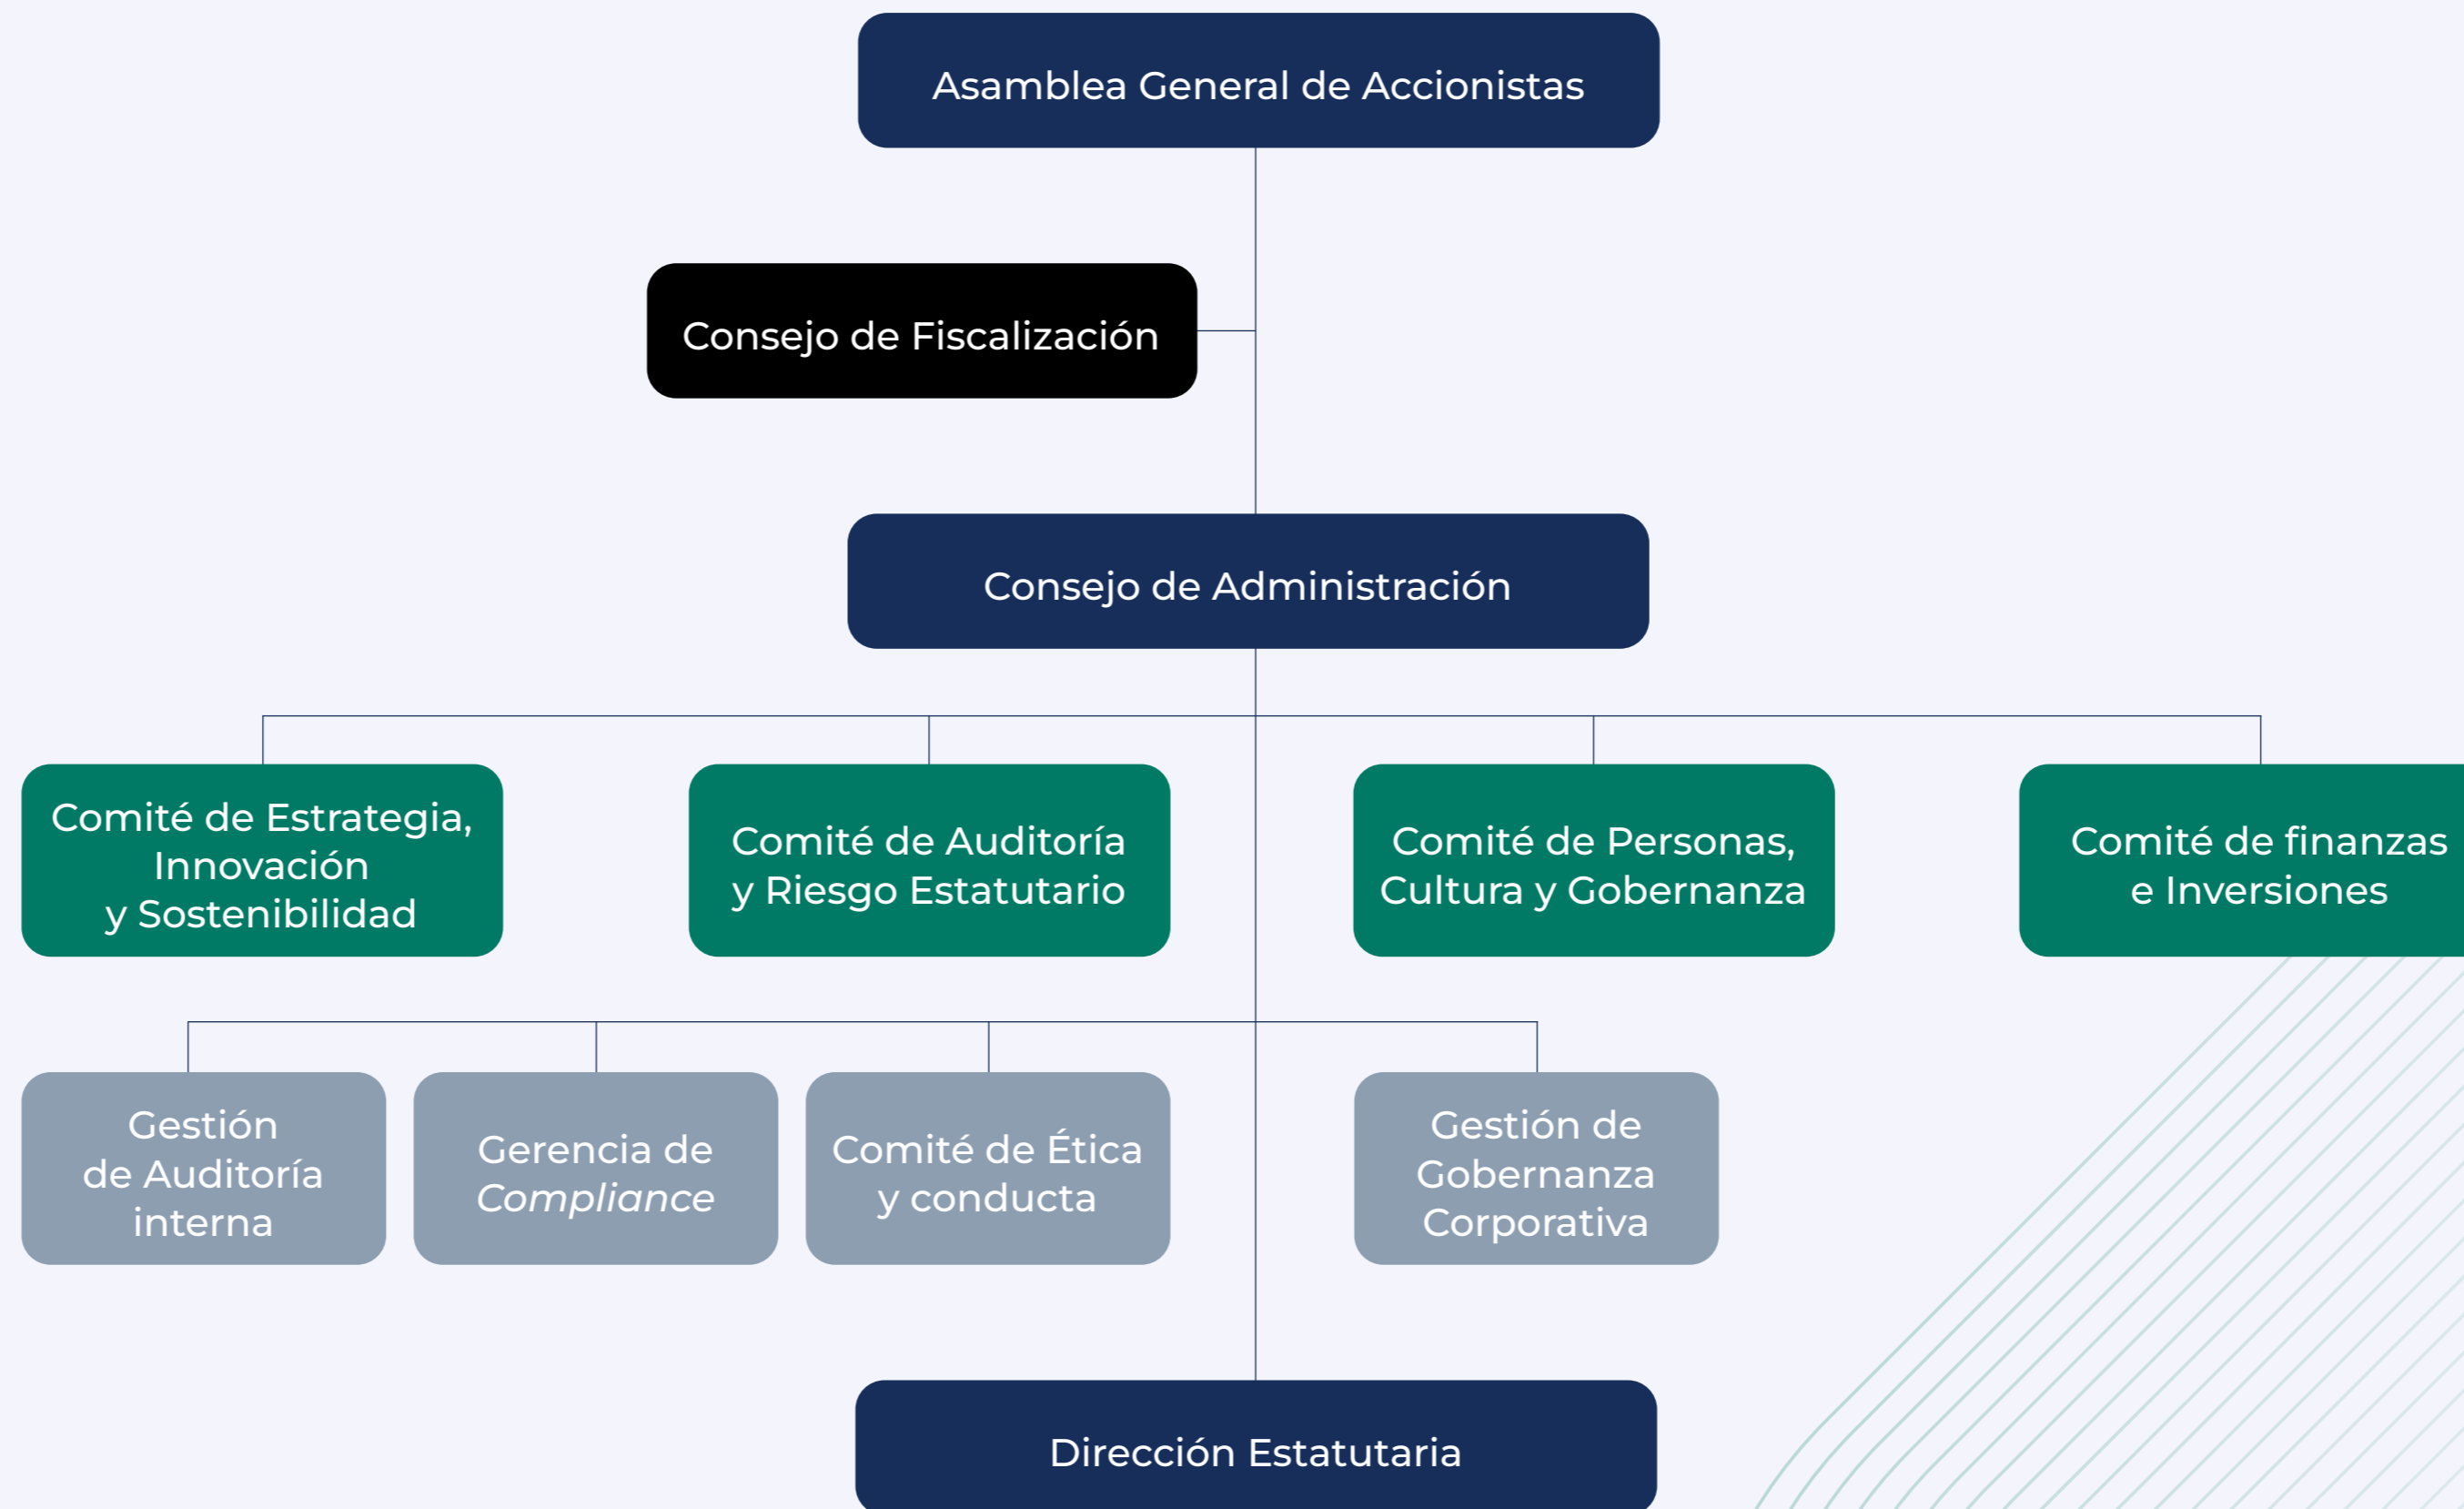 Asamblea General de Accionistas
Consejo de Fiscalización
Consejo de Administración
Comité de Estrategia,
Innovación
y Sostenibilidad
Comité de Auditoría
y Riesgo Estatutario
Comité de Personas,
Cultura y Gobernanza
Comité de finanzas
e Inversiones
Gestión
de Auditoría
interna
Gerencia de
Compliance
Comité de Ética
y conducta
Gestión de
Gobernanza
Corporativa
Dirección Estatutaria